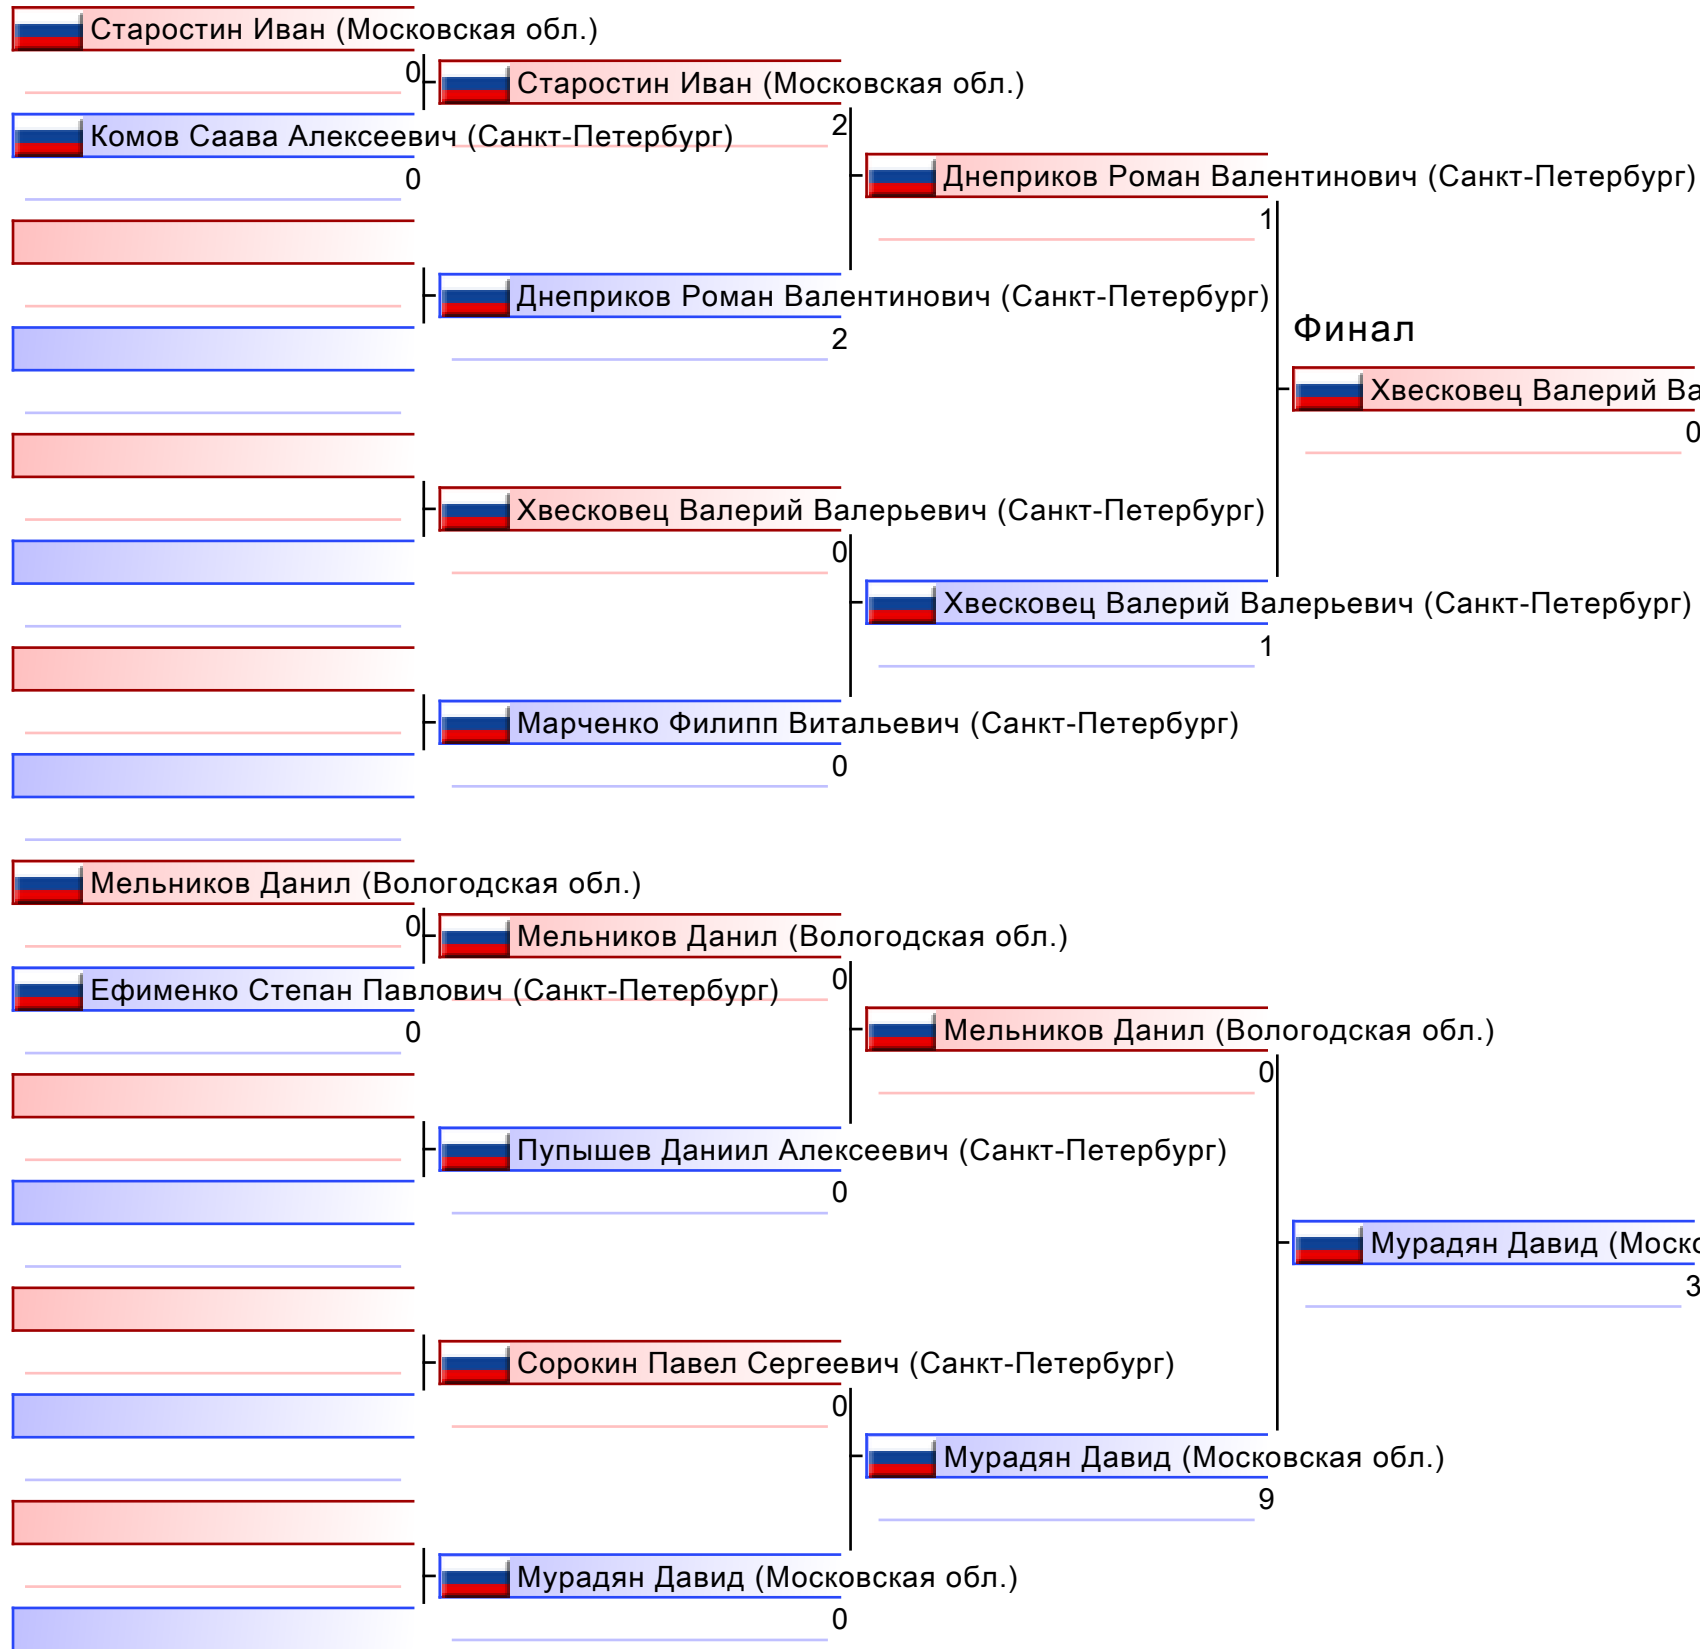 Старостин Иван (Московская обл.)
0
Старостин Иван (Московская обл.)
2
Комов Саава Алексеевич (Санкт-Петербург)
0
Днеприков Роман Валентинович (Санкт-Петербург)
1
Днеприков Роман Валентинович (Санкт-Петербург)
2
Финал
Хвесковец Валерий Ва
0
Хвесковец Валерий Валерьевич (Санкт-Петербург)
0
Хвесковец Валерий Валерьевич (Санкт-Петербург)
1
Марченко Филипп Витальевич (Санкт-Петербург)
0
Мельников Данил (Вологодская обл.)
0
Мельников Данил (Вологодская обл.)
0
Ефименко Степан Павлович (Санкт-Петербург)
0
Мельников Данил (Вологодская обл.)
0
Пупышев Даниил Алексеевич (Санкт-Петербург)
0
Мурадян Давид (Моско
3
Сорокин Павел Сергеевич (Санкт-Петербург)
0
Мурадян Давид (Московская обл.)
9
Мурадян Давид (Московская обл.)
0